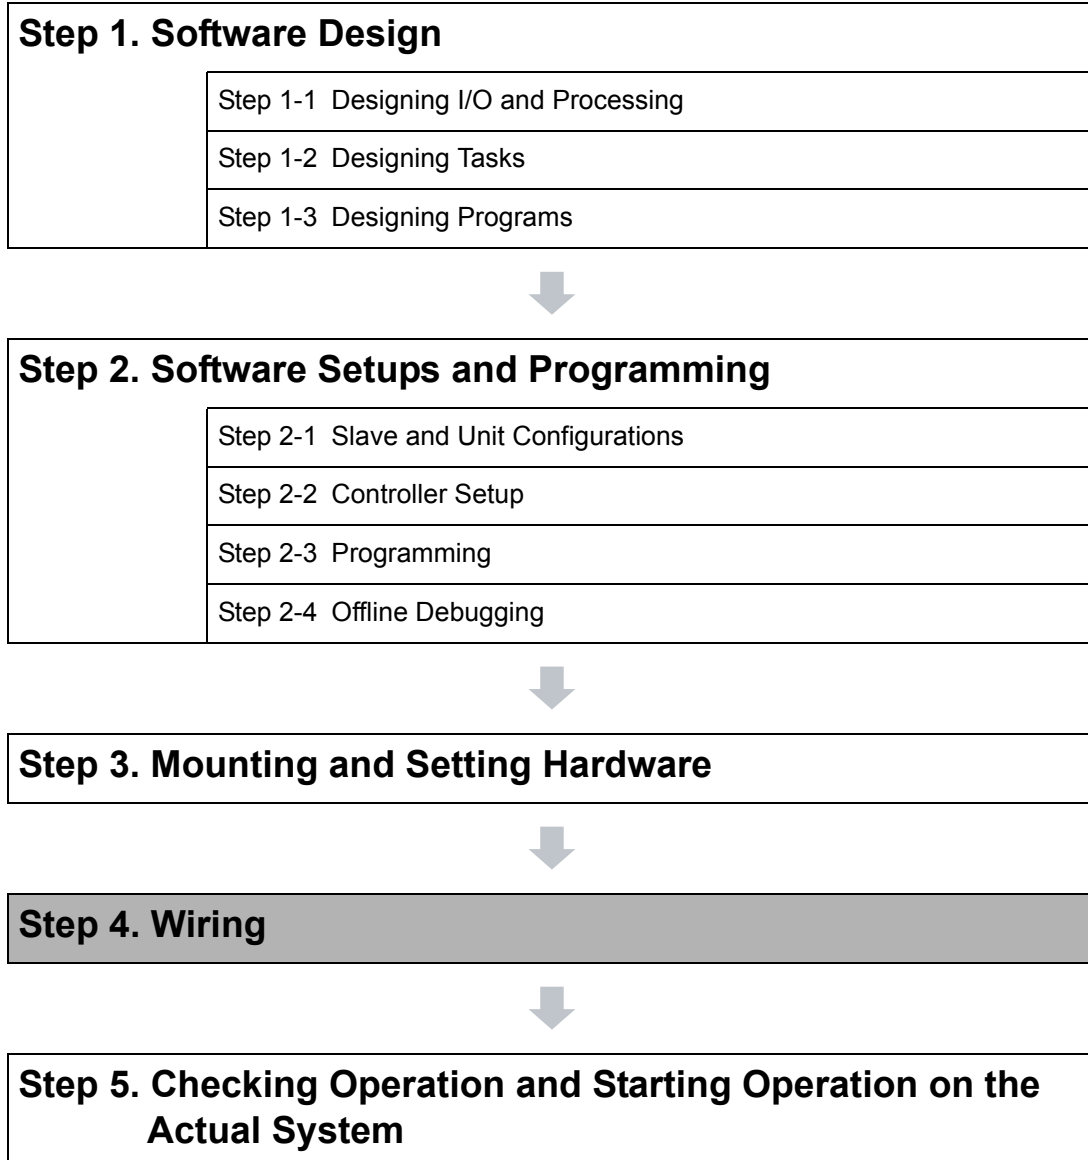 Step 1. Software Design
Step 1-1 Designing I/O and Processing
Step 1-2 Designing Tasks
Step 1-3 Designing Programs
Step 2. Software Setups and Programming
Step 2-1 Slave and Unit Configurations
Step 2-2 Controller Setup
Step 2-3 Programming
Step 2-4 Offline Debugging
Step 3. Mounting and Setting Hardware
Step 4. Wiring
Step 5. Checking Operation and Starting Operation on the
Actual System